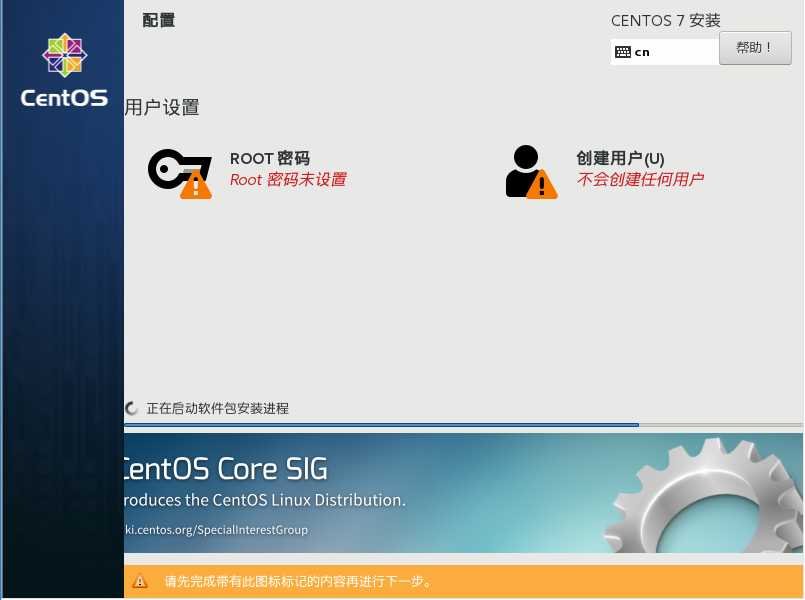 配置
CENTOS 7 安装
cn
帮助！
CentOS
用户设置
ROOT 密码
Root 密码未设置
创建用户(U)
不会创建任何用户
正在启动软件包安装进程
CentOS Core SIG
roduces the CentOS Linux Distribution.
ki.centos.org/SpecialInterestGroup
请先完成带有此图标标记的内容再进行下一步。